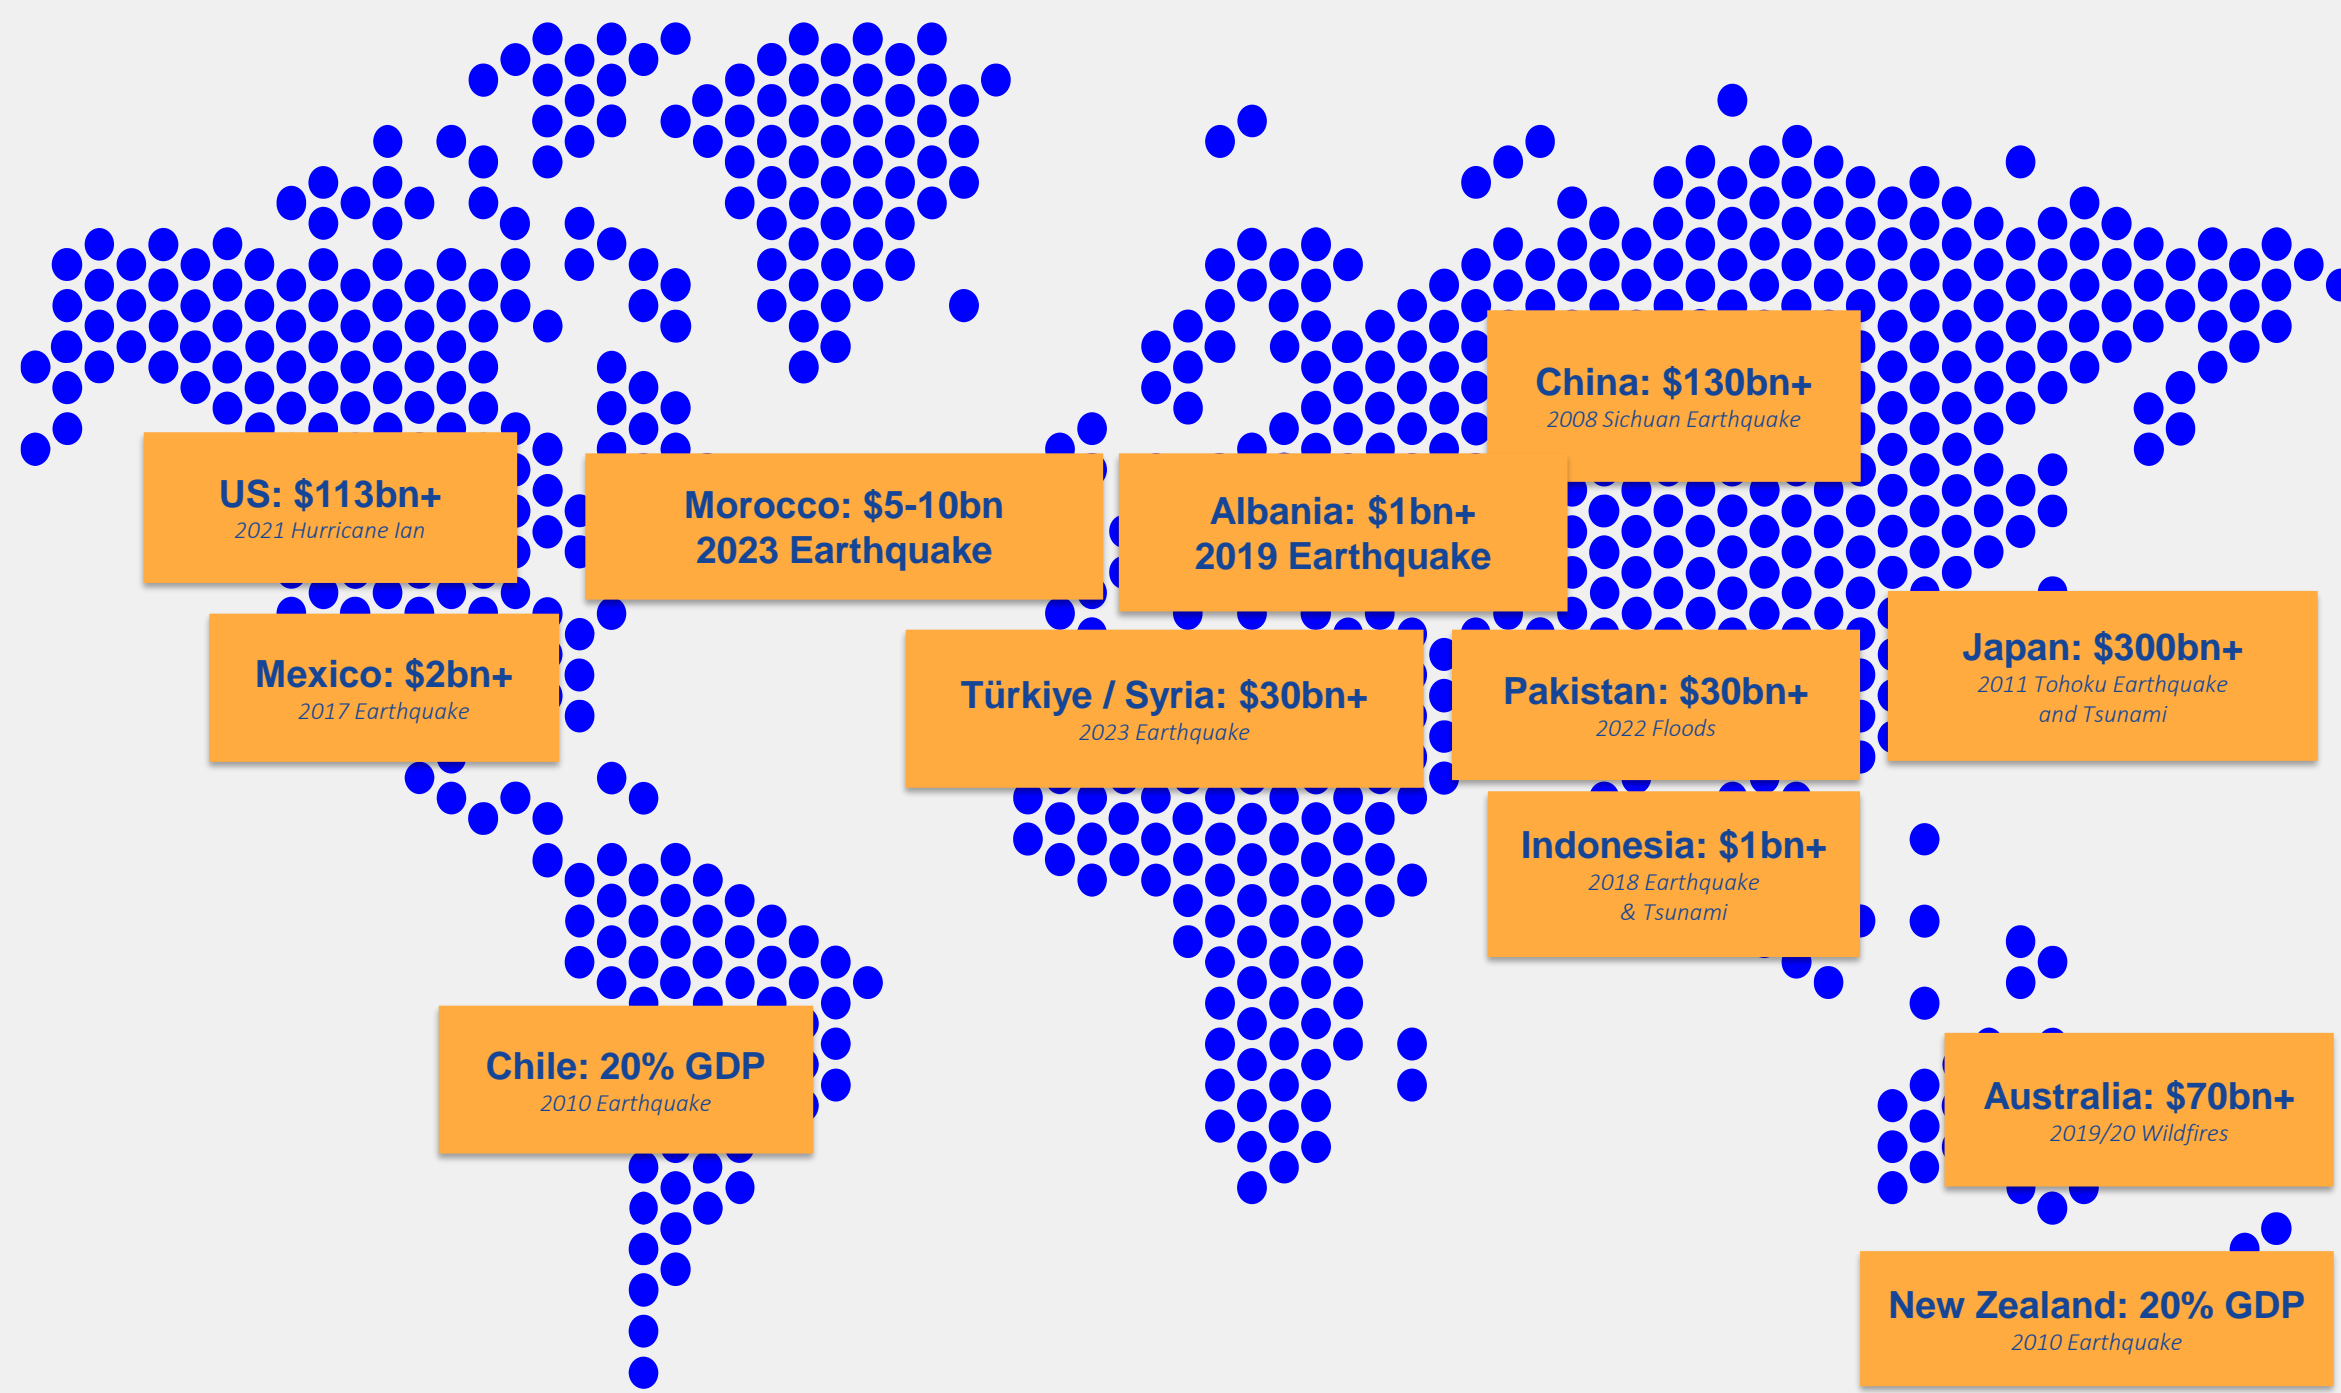 China: $130bn+
2008 Sichuan Earthquake
US: $113bn+
2021 Hurricane Ian
Morocco: $5-10bn
2023 Earthquake
Albania: $1bn+
2019 Earthquake
Japan: $300bn+
2011 Tohoku Earthquake
and Tsunami
Mexico: $2bn+
2017 Earthquake
Türkiye / Syria: $30bn+
2023 Earthquake
Pakistan: $30bn+
2022 Floods
Indonesia: $1bn+
2018 Earthquake
& Tsunami
Chile: 20% GDP
2010 Earthquake
Australia: $70bn+
2019/20 Wildfires
New Zealand: 20% GDP
2010 Earthquake